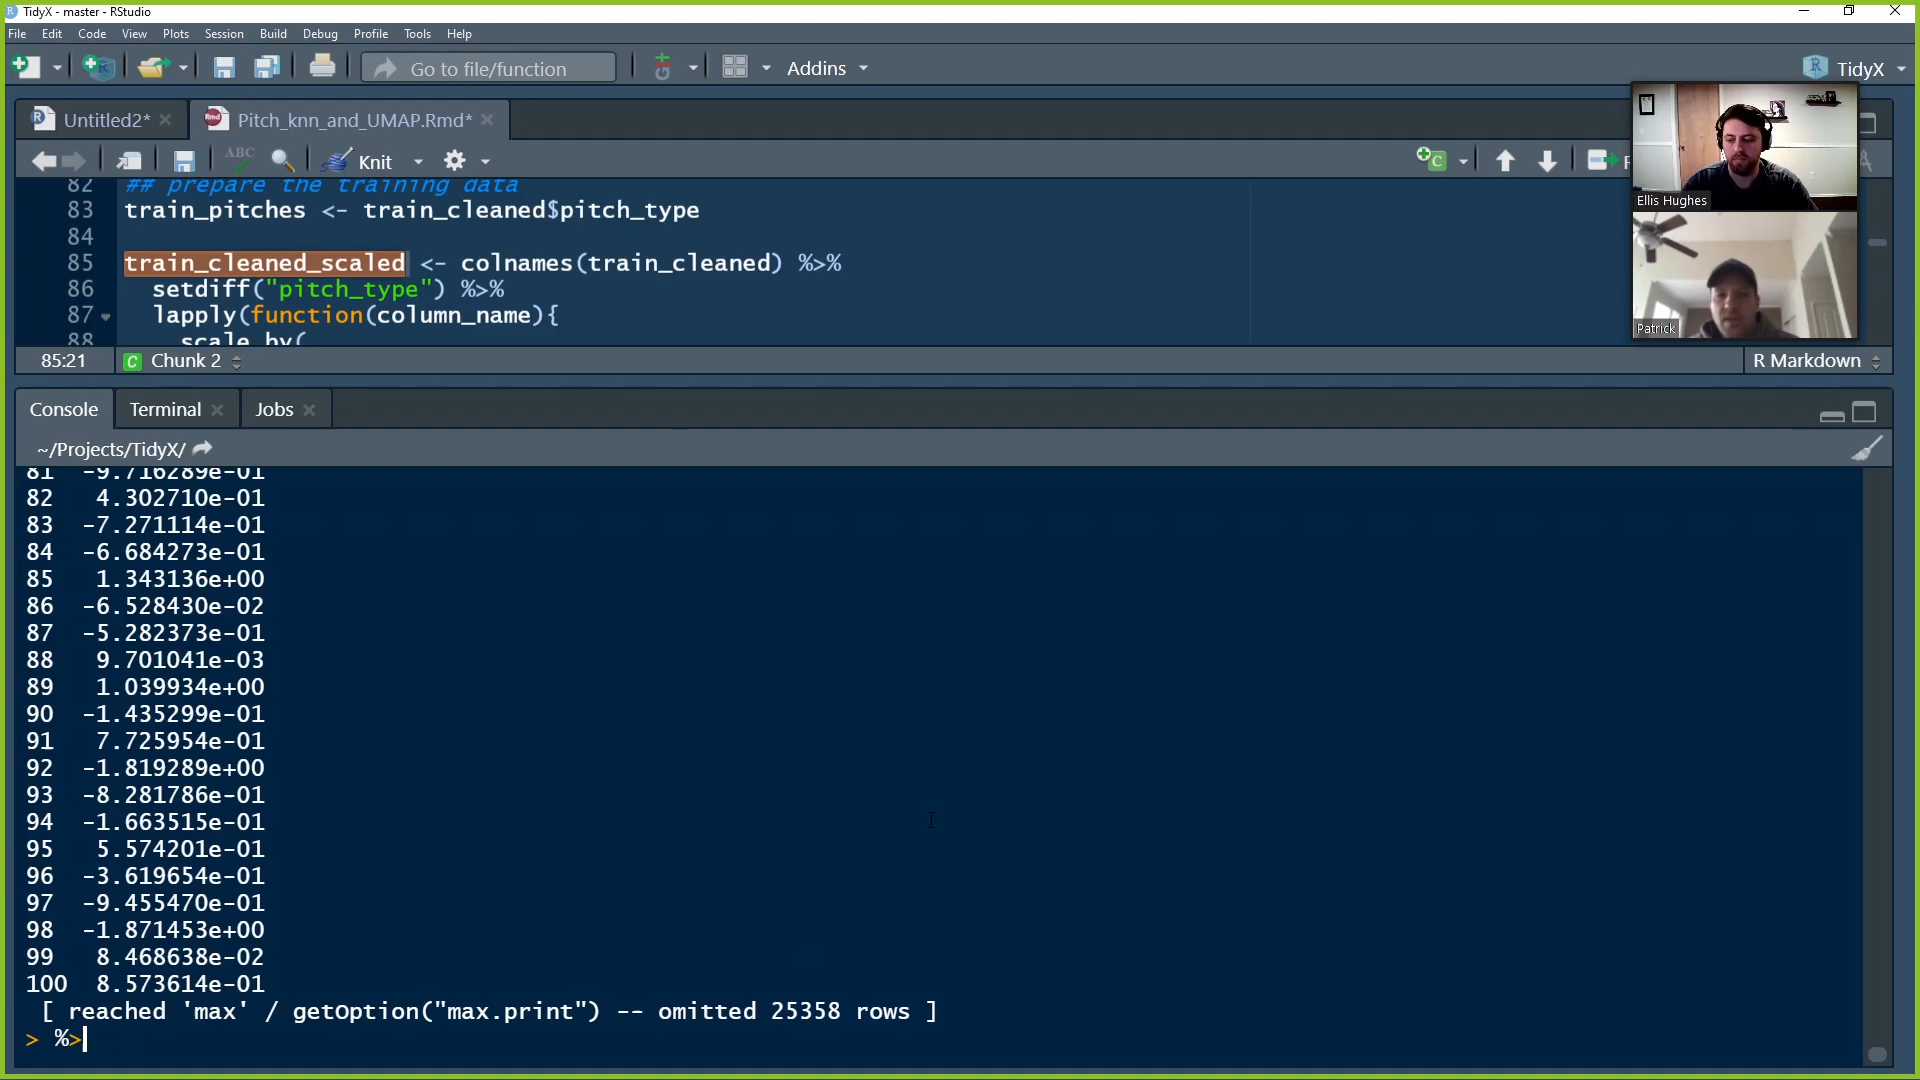 TidyX - master - RStudio
File Edit Code View Plots Session Build Debug Profile Tools Help
Go to file/function
Addins
TidyX
Untitled2*
Pitch_knn_and_UMAP.Rmd*
ABC
Knit
Ellis Hughes
Patrick
82 ## prepare the training data
83 train_pitches <- train_cleaned$pitch_type
84
85 train_cleaned_scaled <- colnames(train_cleaned) %>%
86 setdiff("pitch_type") %>%
87 lapply(function(column_name){
88 scale_by(
85:21 Chunk 2 R Markdown
Console Terminal Jobs
~/Projects/TidyX/
81 -9.716289e-01
82 4.302710e-01
83 -7.271114e-01
84 -6.684273e-01
85 1.343136e+00
86 -6.528430e-02
87 -5.282373e-01
88 9.701041e-03
89 1.039934e+00
90 -1.435299e-01
91 7.725954e-01
92 -1.819289e+00
93 -8.281786e-01
94 -1.663515e-01
95 5.574201e-01
96 -3.619654e-01
97 -9.455470e-01
98 -1.871453e+00
99 8.468638e-02
100 8.573614e-01
[ reached 'max' / getOption("max.print") -- omitted 25358 rows ]
> %>